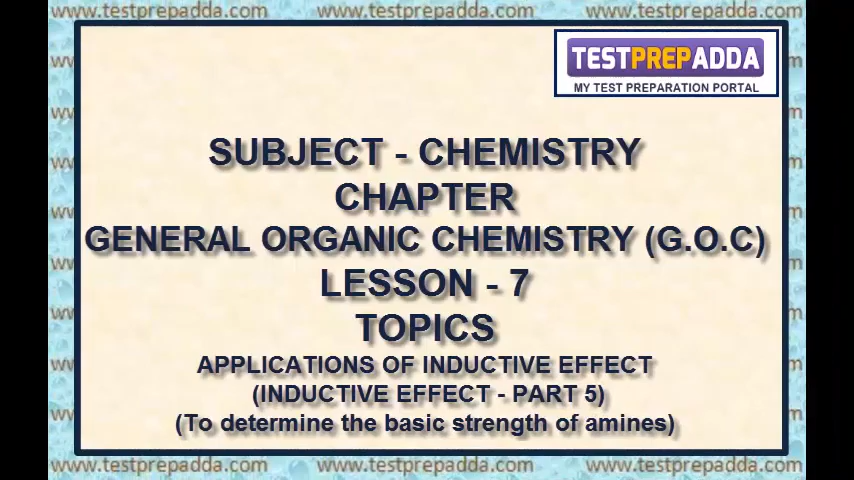 www.testprepadda.com www.testprepadda.com www.testprepadda.com
TESTPREPADDA
MY TEST PREPARATION PORTAL
SUBJECT - CHEMISTRY
CHAPTER
GENERAL ORGANIC CHEMISTRY (G.O.C)
LESSON - 7
TOPICS
APPLICATIONS OF INDUCTIVE EFFECT
(INDUCTIVE EFFECT - PART 5)
(To determine the basic strength of amines)
www.testprepadda.com www.testprepadda.com www.testprepadda.com